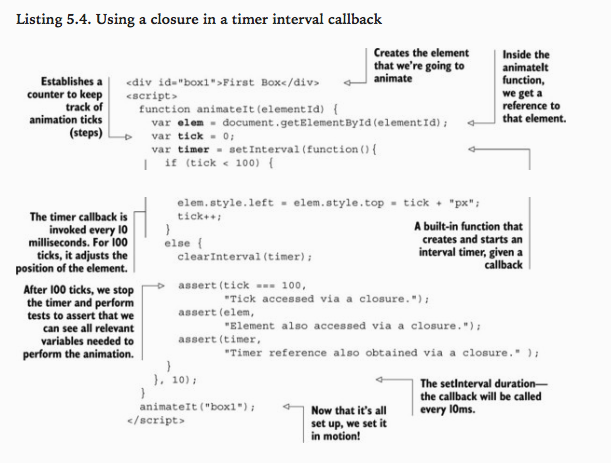 Listing 5.4. Using a closure in a timer interval callback
Creates the element
that we're going to
animate
Inside the
animateIt
function,
we get a
reference to
that element.
Establishes a
counter to keep
track of
animation ticks
(steps)
<div id="box1">First Box</div>
<script>
function animateIt(elementId) {
var elem = document.getElementById(elementId);
var tick = 0;
var timer = setInterval(function(){
if (tick < 100) {
elem.style.left = elem.style.top = tick + "px";
tick++;
}
else {
clearInterval(timer);
The timer callback is
invoked every 10
milliseconds. For 100
ticks, it adjusts the
position of the element.
A built-in function that
creates and starts an
interval timer, given a
callback
After 100 ticks, we stop
the timer and perform
tests to assert that we
can see all relevant
variables needed to
perform the animation.
assert(tick === 100,
"Tick accessed via a closure.");
assert(elem,
"Element also accessed via a closure.");
assert(timer,
"Timer reference also obtained via a closure." );
}
}, 10);
}
animateIt("box1");
</script>
Now that it's all
set up, we set it
in motion!
The setInterval duration—
the callback will be called
every 10ms.